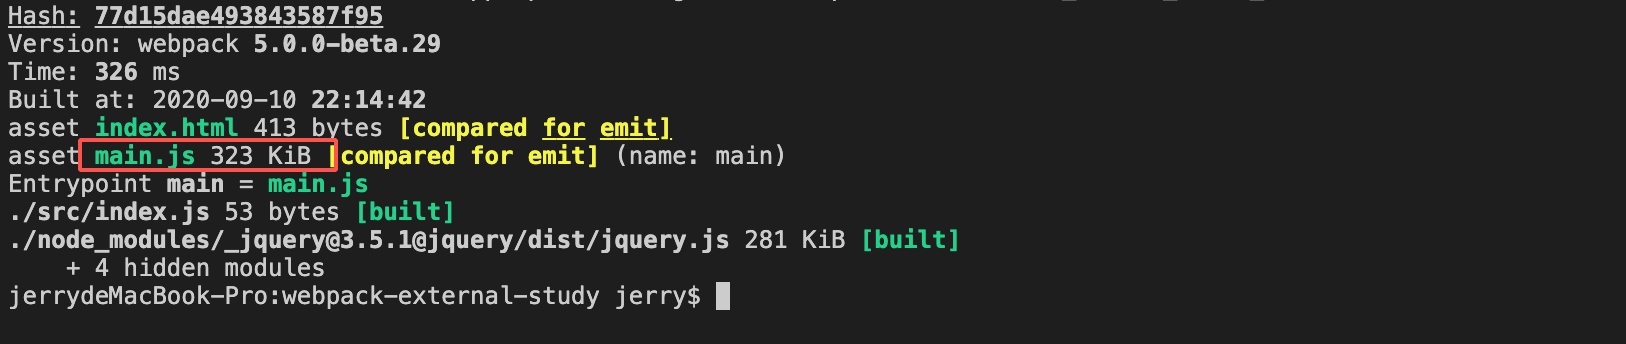 Hash: 77d15dae493843587f95
Version: webpack 5.0.0-beta.29
Time: 326 ms
Built at: 2020-09-10 22:14:42
asset index.html 413 bytes [compared for emit]
asset main.js 323 KiB [compared for emit] (name: main)
Entrypoint main = main.js
./src/index.js 53 bytes [built]
./node_modules/_jquery@3.5.1@jquery/dist/jquery.js 281 KiB [built]
    + 4 hidden modules
jerrydeMacBook-Pro:webpack-external-study jerry$